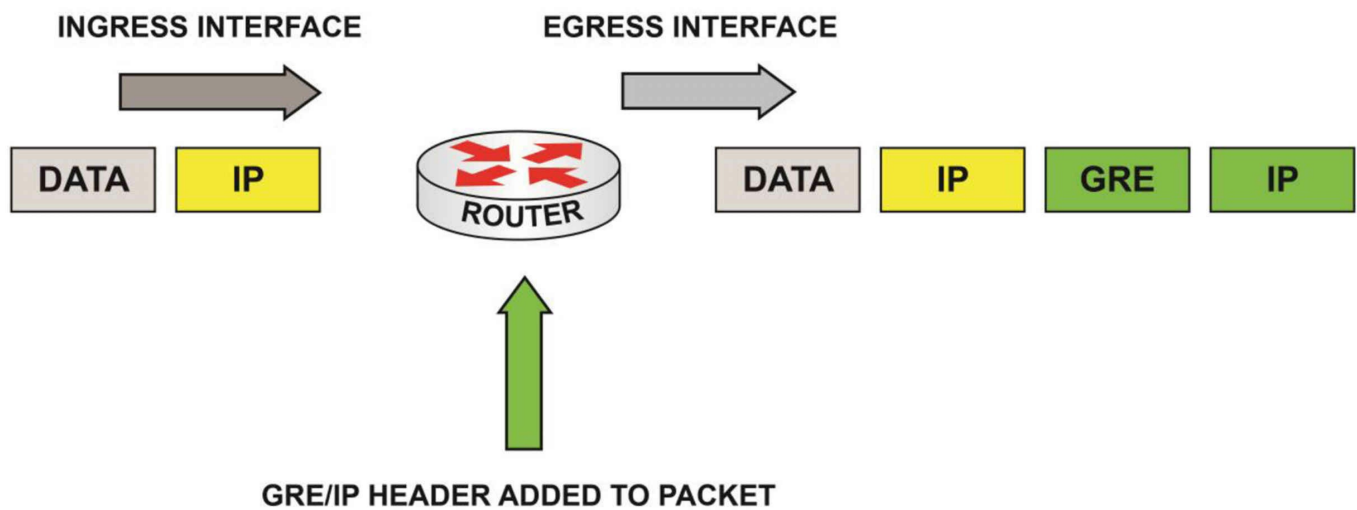 INGRESS INTERFACE
EGRESS INTERFACE
DATA
IP
ROUTER
DATA
IP
GRE
IP
GRE/IP HEADER ADDED TO PACKET